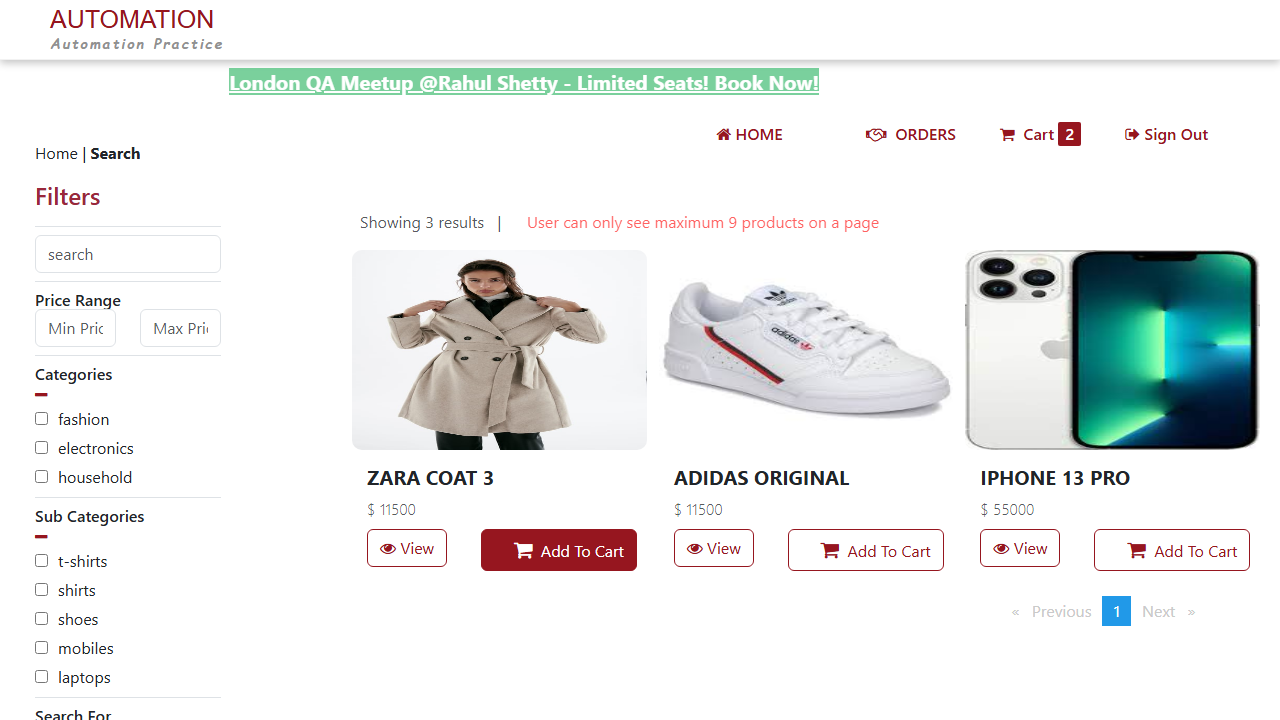 AUTOMATION
Automation Practice
London QA Meetup @Rahul Shetty - Limited Seats! Book Now!
HOME ORDERS Cart 2 Sign Out
Home | Search
Filters
Showing 3 results | User can only see maximum 9 products on a page
search
Price Range
Min Pric Max Pric
Categories
fashion
electronics
household
Sub Categories
t-shirts
shirts
shoes
mobiles
laptops
Search For
adidas
ZARA COAT 3
$ 11500
View Add To Cart
ADIDAS ORIGINAL
$ 11500
View Add To Cart
IPHONE 13 PRO
$ 55000
View Add To Cart
« Previous 1 Next »